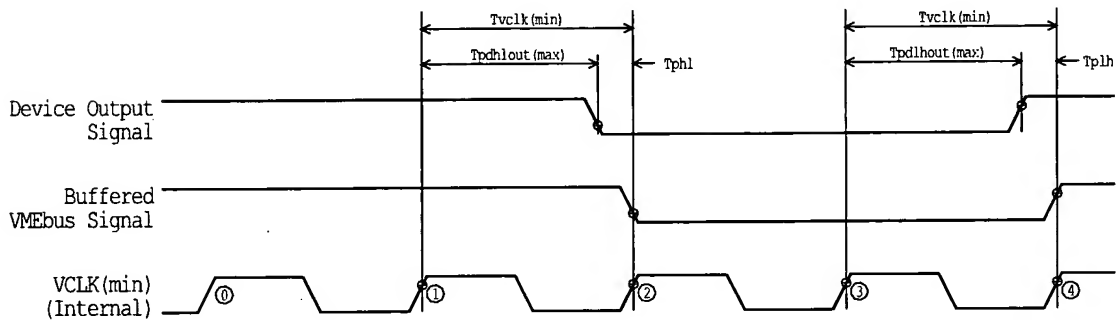 Tvclk(min)
Tvclk(min)
Tpdhlout(max)
Tphl
Tpdlhout(max)
Tplh
Device Output
Signal
Buffered
VMEbus Signal
VCLK(min)
(Internal)
⓪
①
②
③
④